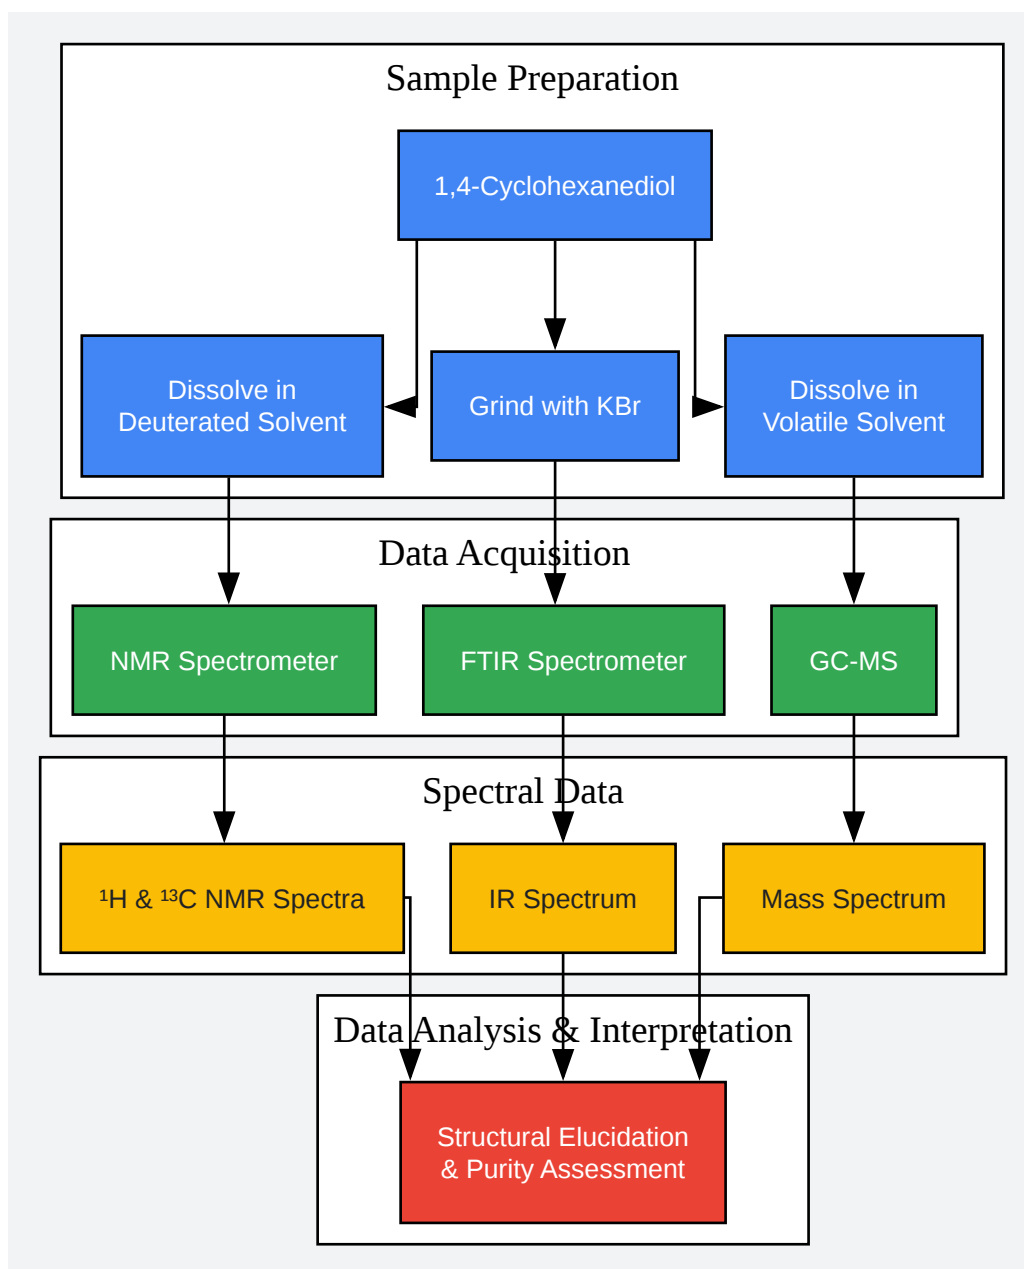 Sample Preparation
1,4-Cyclohexanediol
Dissolve in
Deuterated Solvent
Grind with KBr
Dissolve in
Volatile Solvent
Data Acquisition
NMR Spectrometer
FTIR Spectrometer
GC-MS
Spectral Data
¹H & ¹³C NMR Spectra
IR Spectrum
Mass Spectrum
Data Analysis & Interpretation
Structural Elucidation
& Purity Assessment